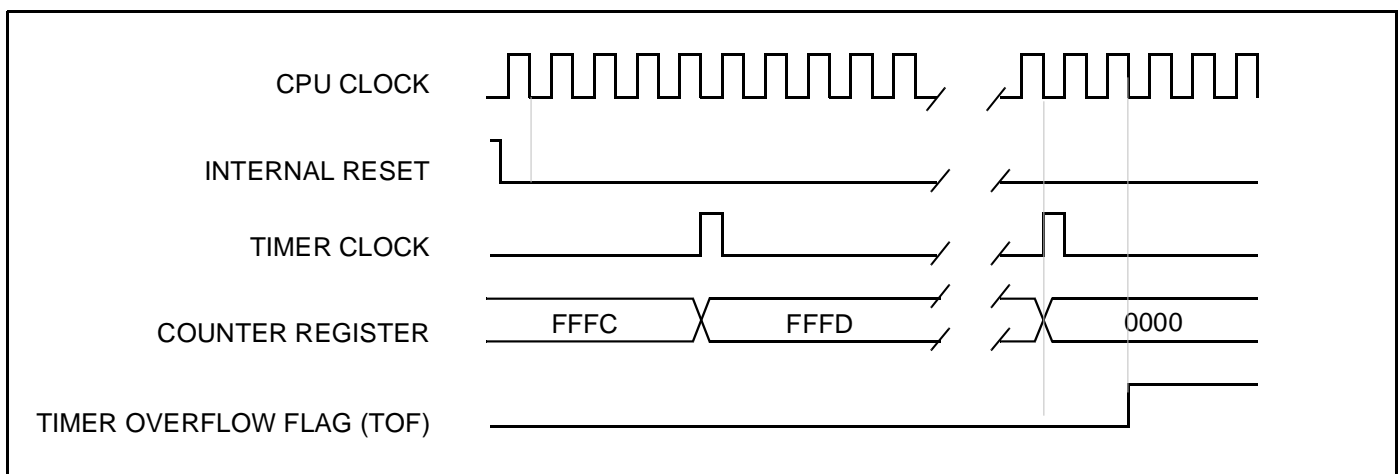 CPU CLOCK
INTERNAL RESET
TIMER CLOCK
COUNTER REGISTER FFFC FFFD 0000
TIMER OVERFLOW FLAG (TOF)